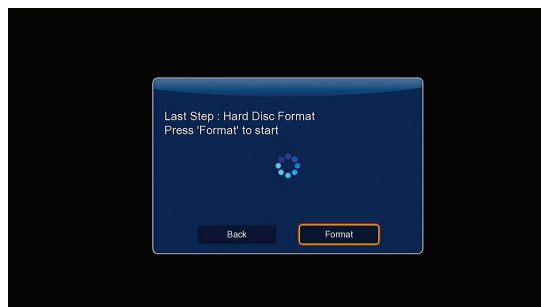 Last Step : Hard Disc Format
Press 'Format' to start
Back
Format